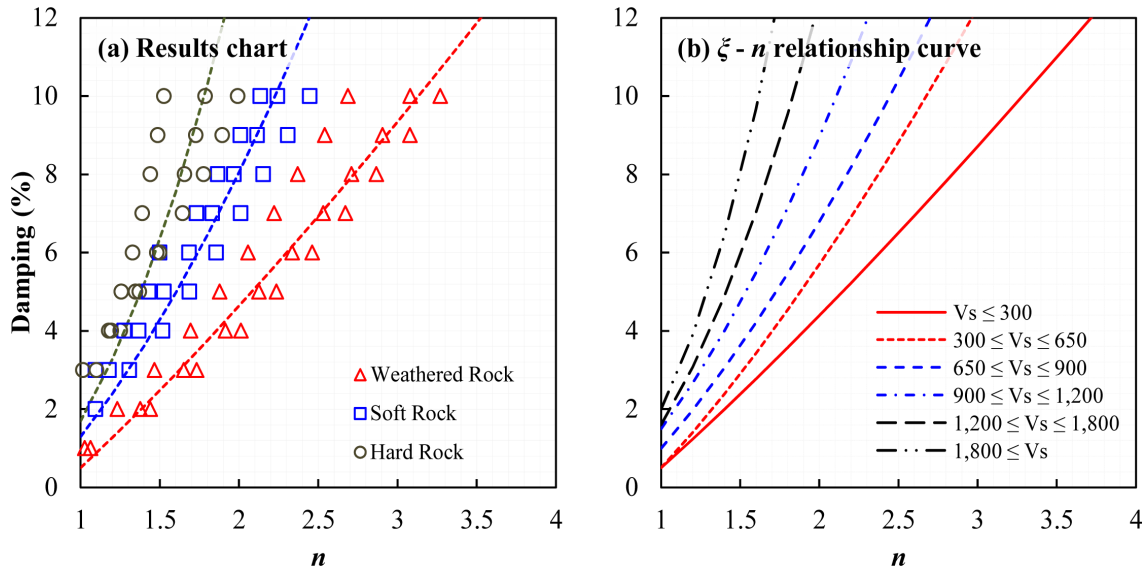 (a) Results chart
Damping (%)
12
10
8
6
4
2
0
Weathered Rock
Soft Rock
Hard Rock
1
1.5
2
2.5
3
3.5
4
n
(b) ξ - n relationship curve
12
10
8
6
4
2
0
Vs ≤ 300
300 ≤ Vs ≤ 650
650 ≤ Vs ≤ 900
900 ≤ Vs ≤ 1,200
1,200 ≤ Vs ≤ 1,800
1,800 ≤ Vs
1
1.5
2
2.5
3
3.5
4
n